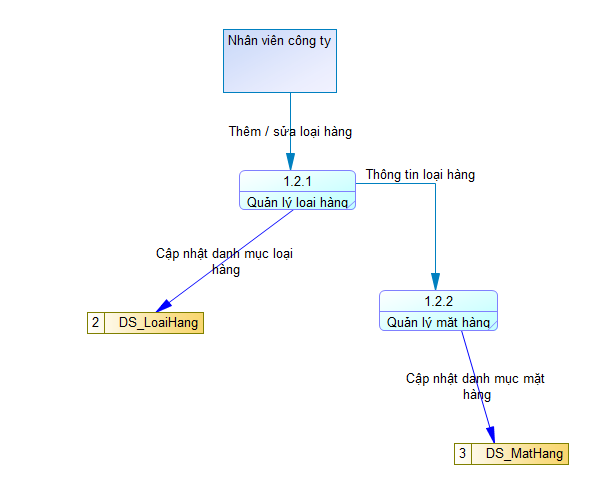 Nhân viên công ty
Thêm / sửa loại hàng
1.2.1
Quản lý loại hàng
Thông tin loại hàng
Cập nhật danh mục loại
hàng
1.2.2
Quản lý mặt hàng
2 DS_LoaiHang
Cập nhật danh mục mặt
hàng
3 DS_MatHang